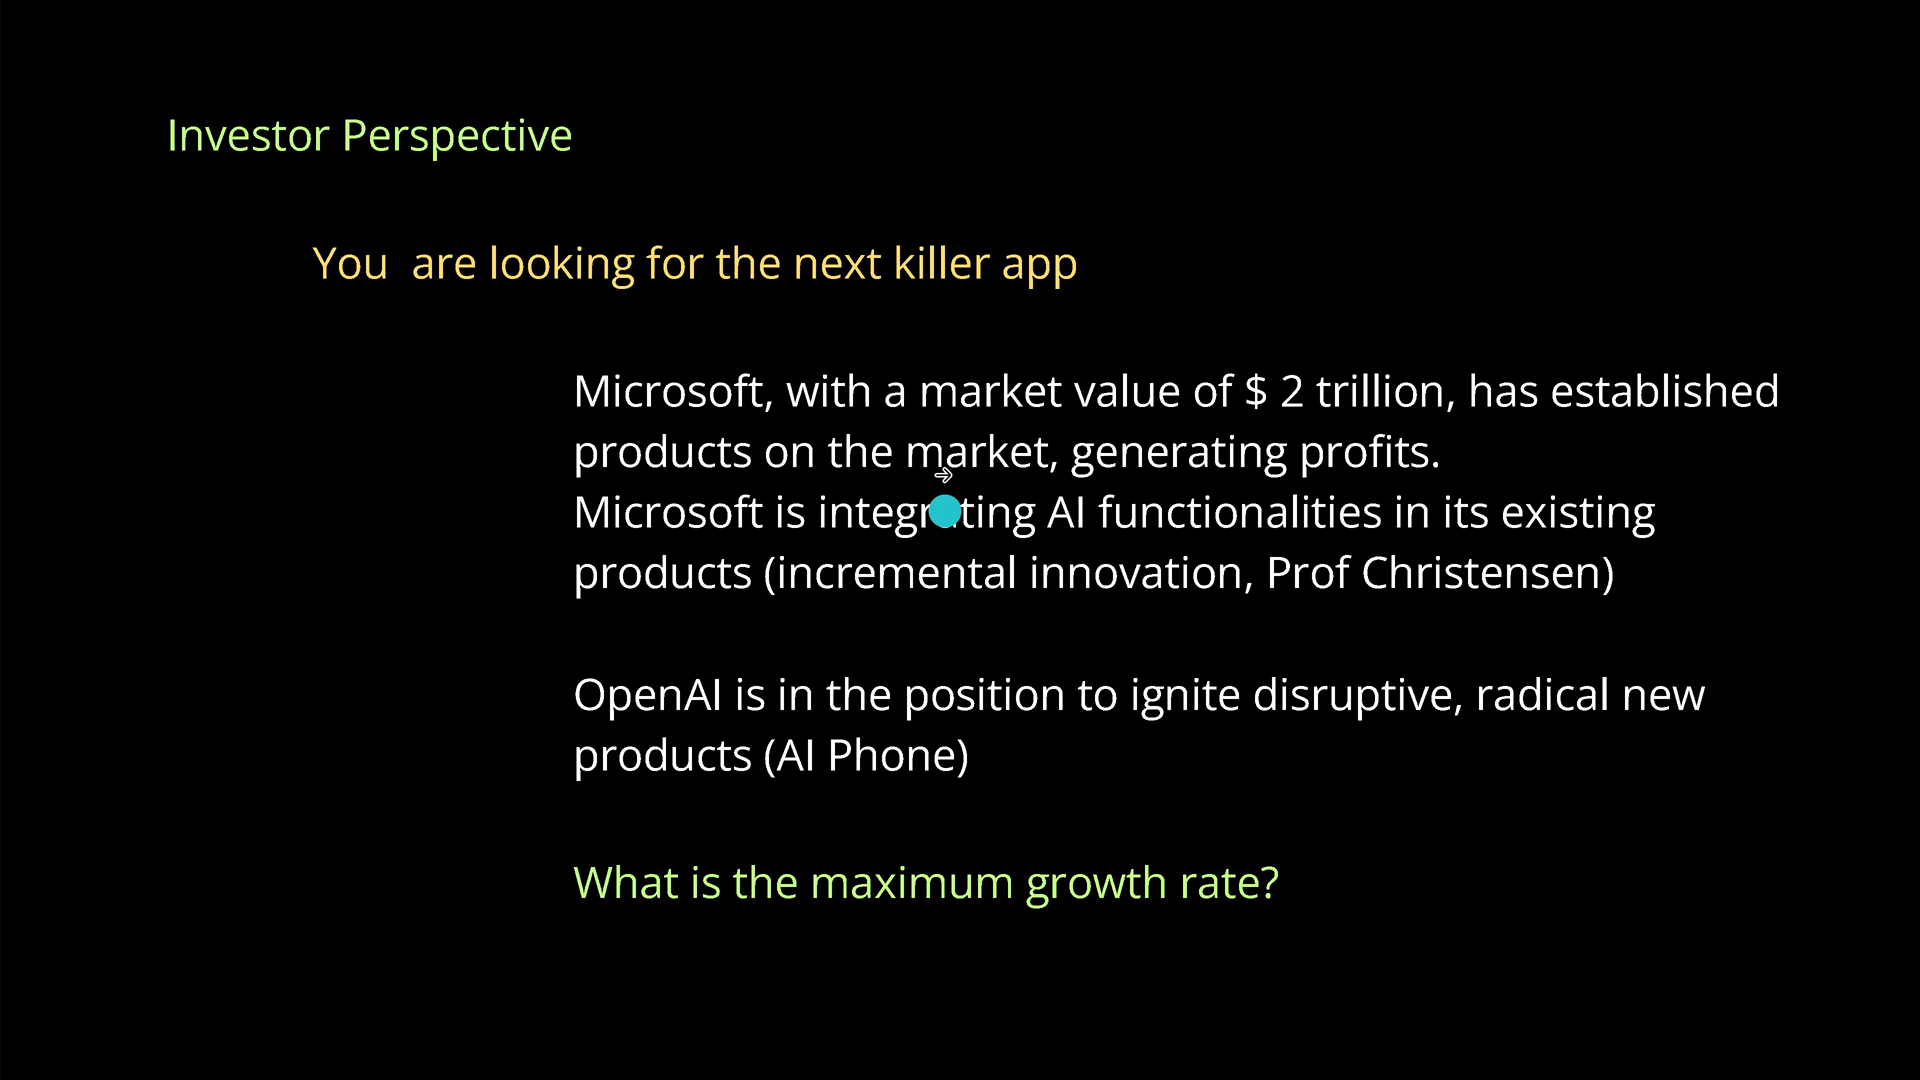 Investor Perspective
You  are looking for the next killer app
Microsoft, with a market value of $ 2 trillion, has established
products on the market, generating profits.
Microsoft is integrating AI functionalities in its existing
products (incremental innovation, Prof Christensen)
OpenAI is in the position to ignite disruptive, radical new
products (AI Phone)
What is the maximum growth rate?